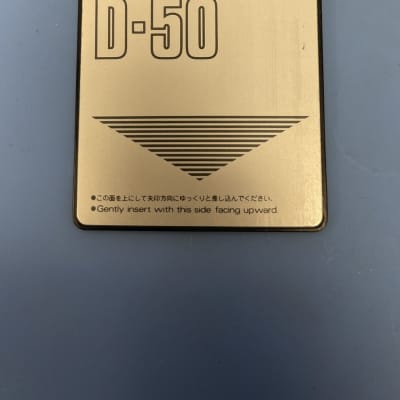 D-50
●この面を上にして矢印方向にゆっくりと差し込んでください。
●Gently insert with this side facing upward.